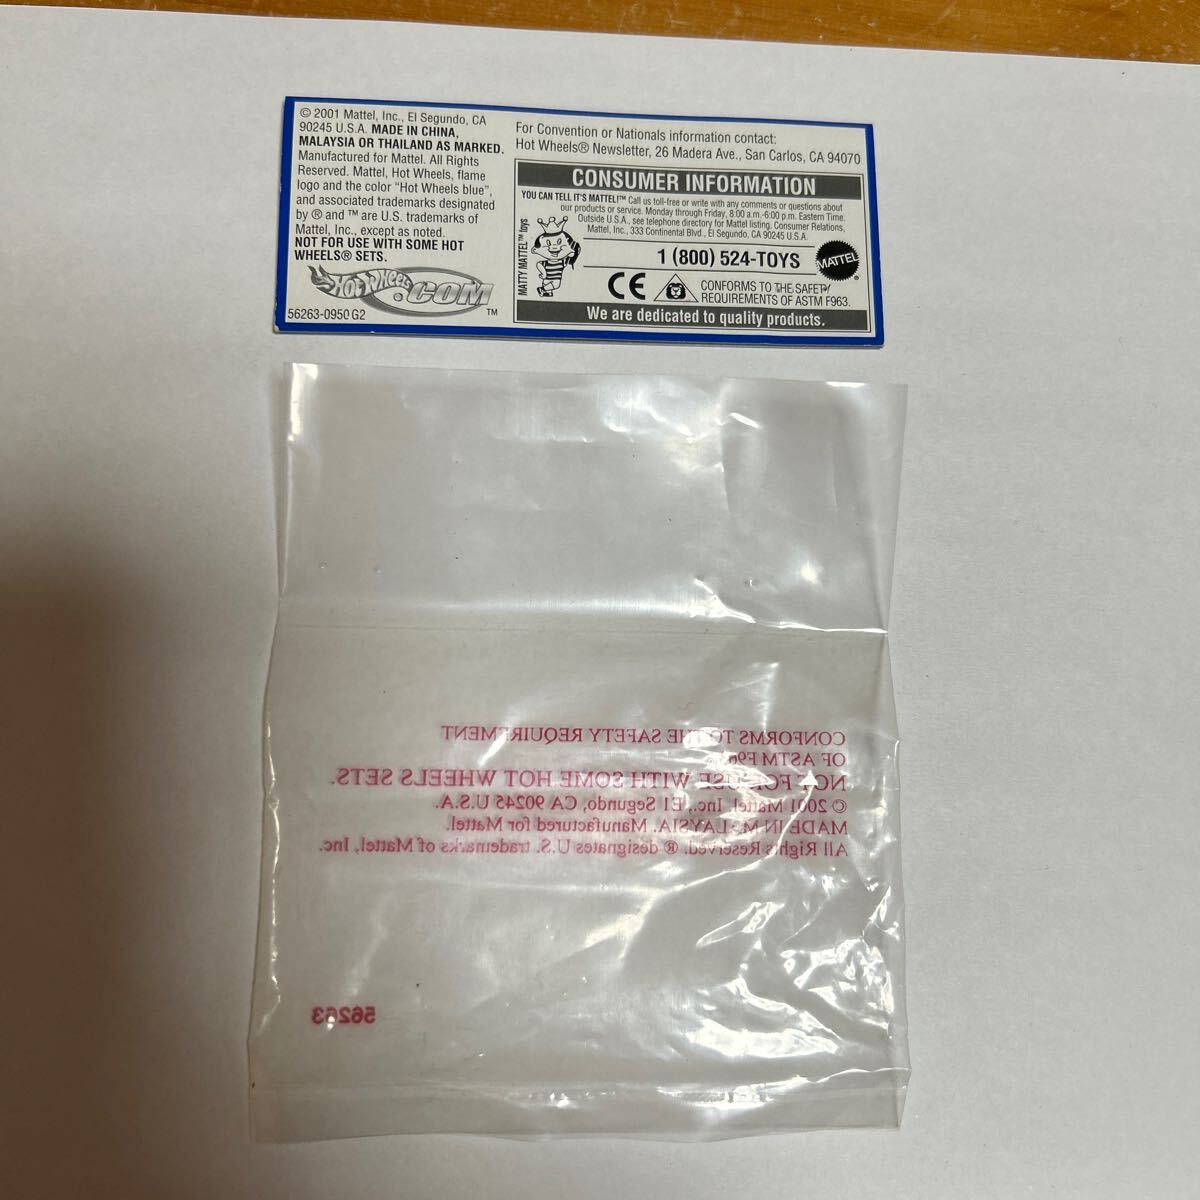 © 2001 Mattel, Inc., El Segundo, CA
90245 U.S.A. MADE IN CHINA,
MALAYSIA OR THAILAND AS MARKED.
Manufactured for Mattel. All Rights
Reserved. Mattel, Hot Wheels, flame
logo and the color "Hot Wheels blue",
and associated trademarks designated
by ® and ™ are U.S. trademarks of
Mattel, Inc., except as noted.
NOT FOR USE WITH SOME HOT
WHEELS® SETS.
HOT WHEELS.COM ™
56263-0950 G2
For Convention or Nationals information contact:
Hot Wheels® Newsletter, 26 Madera Ave., San Carlos, CA 94070
CONSUMER INFORMATION
YOU CAN TELL IT'S MATTEL!™ Call us toll-free or write with any comments or questions about
our products or service. Monday through Friday, 8:00 a.m.-6:00 p.m. Eastern Time.
Outside U.S.A., see telephone directory for Mattel listing. Consumer Relations,
Mattel, Inc., 333 Continental Blvd., El Segundo, CA 90245 U.S.A.
MATTY MATTEL™ toys
1 (800) 524-TOYS
MATTEL®
CE
CONFORMS TO THE SAFETY
REQUIREMENTS OF ASTM F963.
We are dedicated to quality products.
CONFORMS TO THE SAFETY REQUIREMENT
OF ASTM
NOT FOR USE WITH SOME HOT WHEELS SETS.
© 2001 Mattel, Inc., El Segundo, CA 90245 U.S.A.
MADE IN MALAYSIA. Manufactured for Mattel.
All Rights Reserved. ® designates U.S. trademarks of Mattel, Inc.
56263